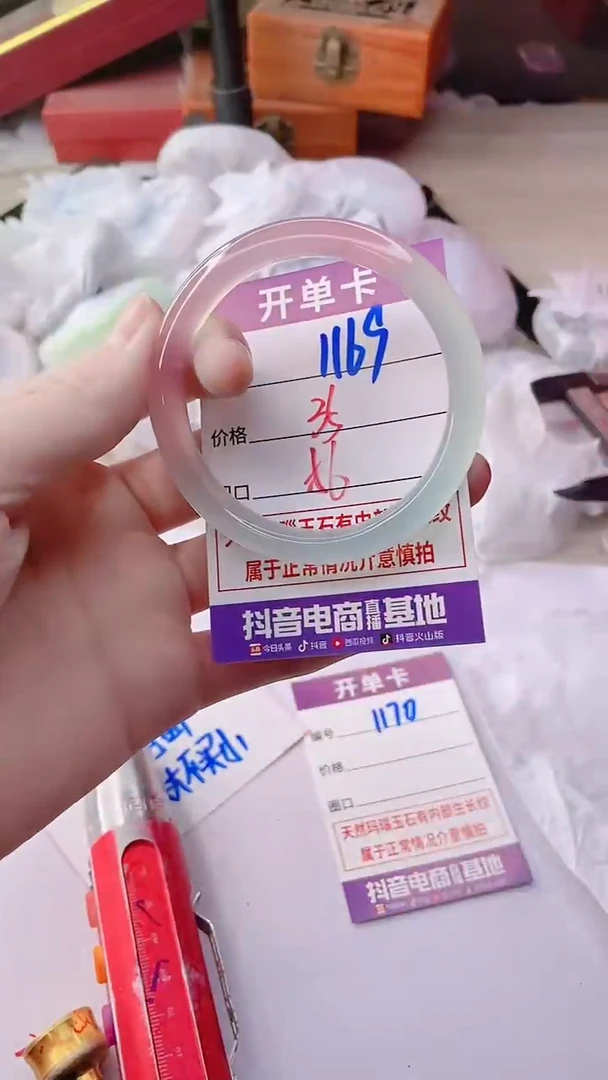 开单卡
1169
价格
口
属于正常情况介意慎拍
抖音电商直播基地
今日头条 抖音 西瓜视频 抖音火山版
开单卡
编号 1170
价格
圈口
天然玛瑙玉石有内部生长纹
属于正常情况介意慎拍
抖音电商直播基地